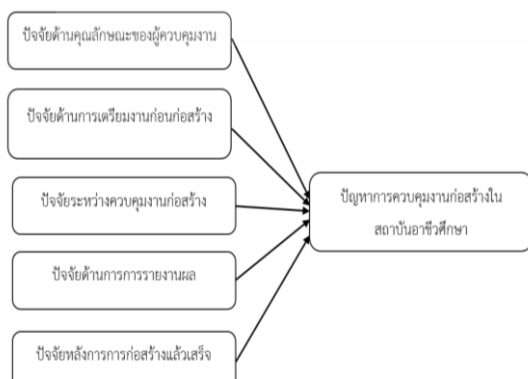 ปัจจัยด้านคุณลักษณะของผู้ควบคุมงาน
ปัจจัยด้านการเตรียมงานก่อนก่อสร้าง
ปัจจัยระหว่างควบคุมงานก่อสร้าง
ปัจจัยด้านการการรายงานผล
ปัจจัยหลังการการก่อสร้างแล้วเสร็จ
ปัญหาการควบคุมงานก่อสร้างใน
สถาบันอาชีวศึกษา